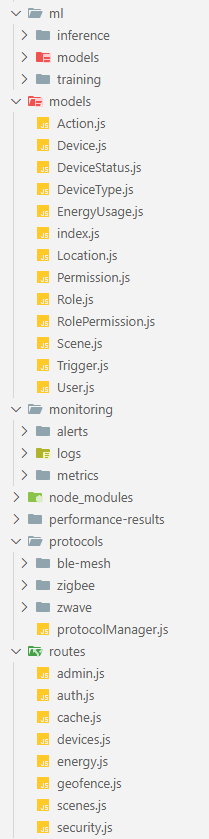 ml
inference
models
training
models
Action.js
Device.js
DeviceStatus.js
DeviceType.js
EnergyUsage.js
index.js
Location.js
Permission.js
Role.js
RolePermission.js
Scene.js
Trigger.js
User.js
monitoring
alerts
logs
metrics
node_modules
performance-results
protocols
ble-mesh
zigbee
zwave
protocolManager.js
routes
admin.js
auth.js
cache.js
devices.js
energy.js
geofence.js
scenes.js
security.js